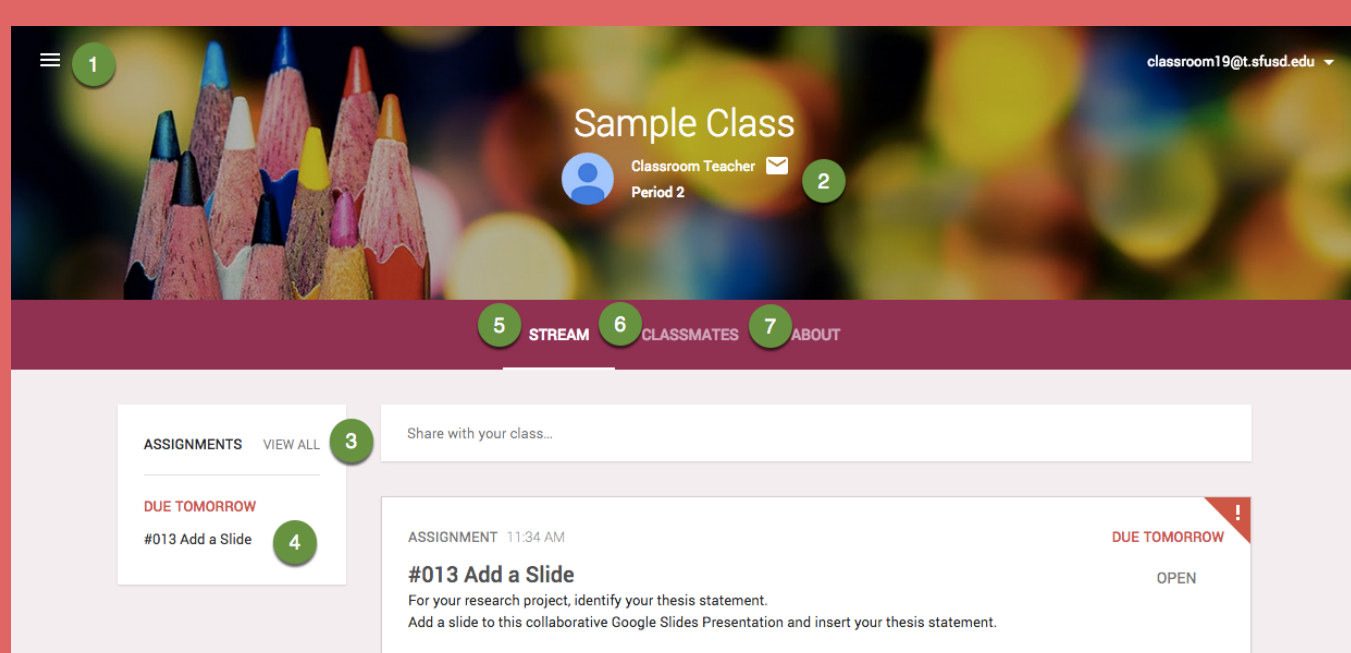 1
classroom19@t.sfusd.edu
Sample Class
Classroom Teacher
2
Period 2
5 STREAM 6 CLASSMATES 7 ABOUT
ASSIGNMENTS VIEW ALL 3
DUE TOMORROW
#013 Add a Slide 4
Share with your class...
ASSIGNMENT 11:34 AM
DUE TOMORROW
!
#013 Add a Slide
OPEN
For your research project, identify your thesis statement.
Add a slide to this collaborative Google Slides Presentation and insert your thesis statement.